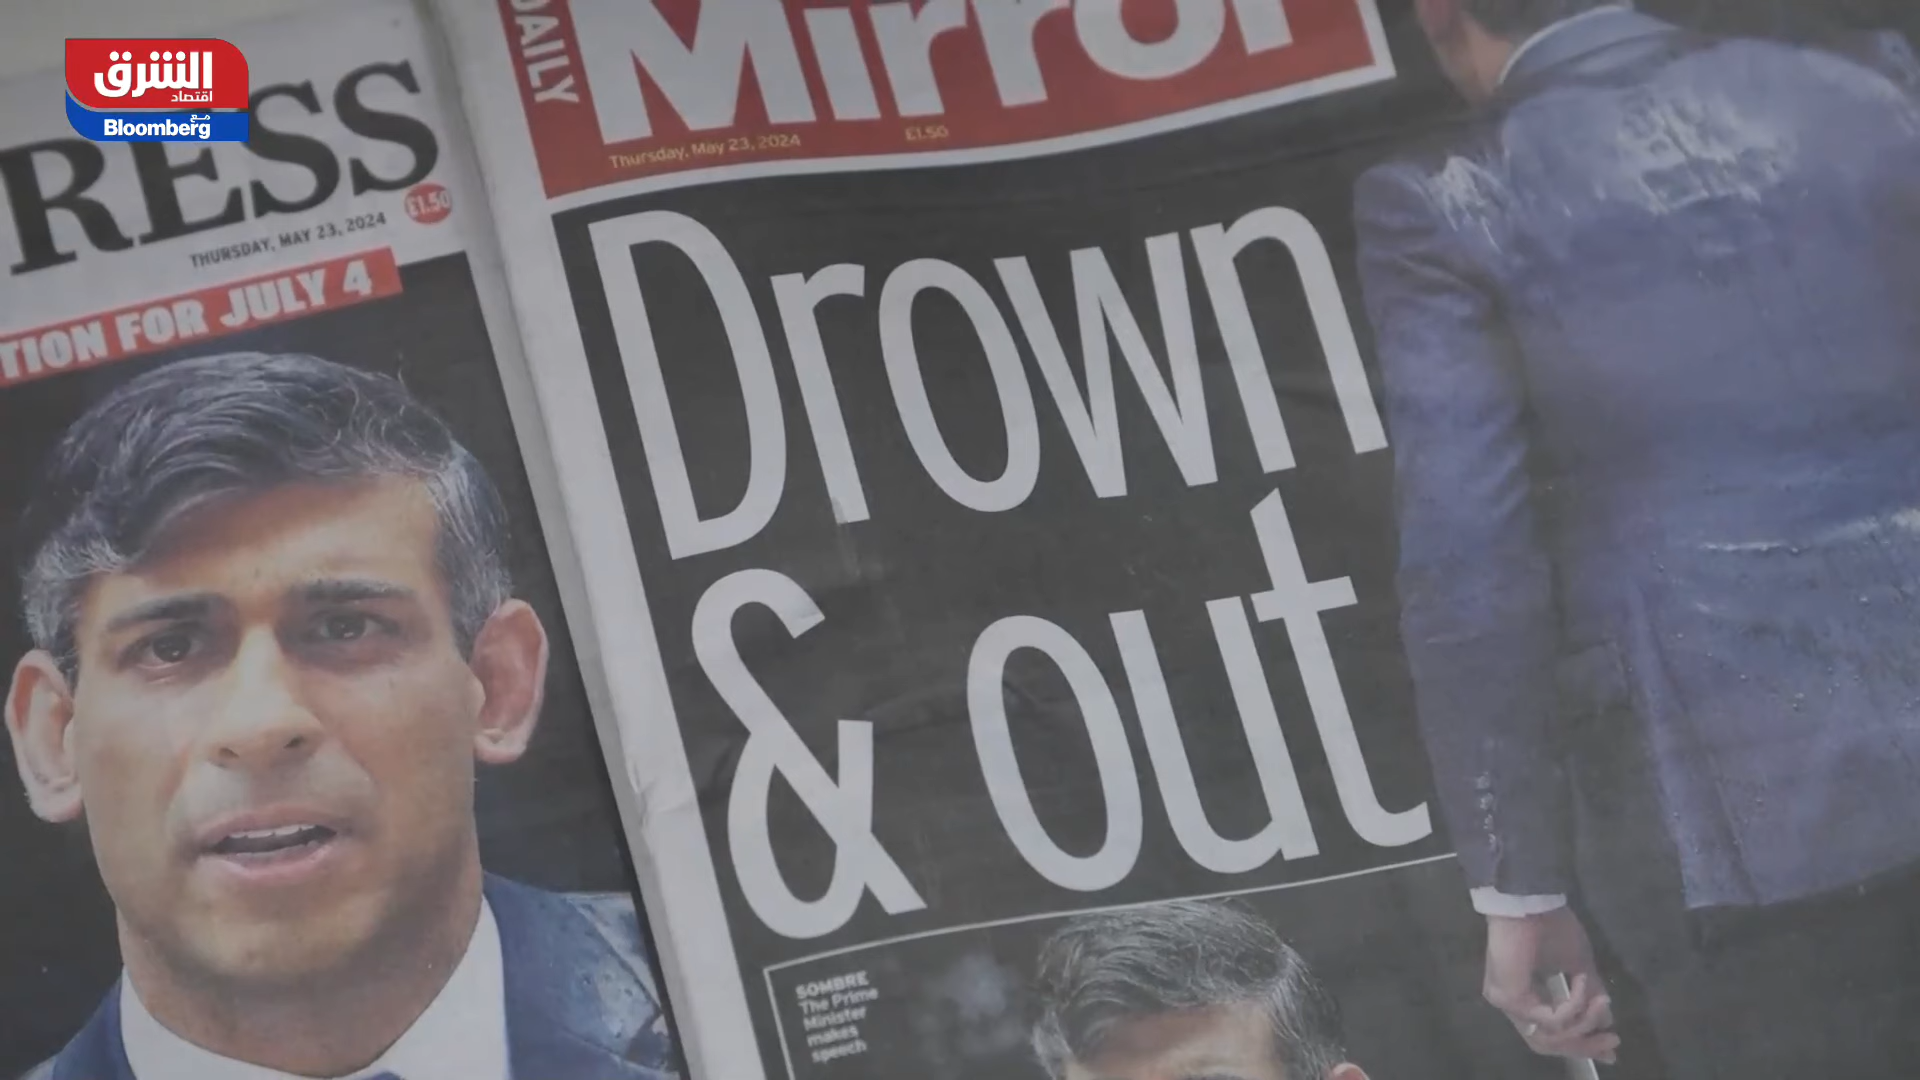 الشرق
اقتصاد
مع
Bloomberg
RESS
£1.50
THURSDAY, MAY 23, 2024
TION FOR JULY 4
DAILY
Mirror
Thursday, May 23, 2024
£1.50
Drown
& out
SOMBRE
The Prime
Minister
makes
speech